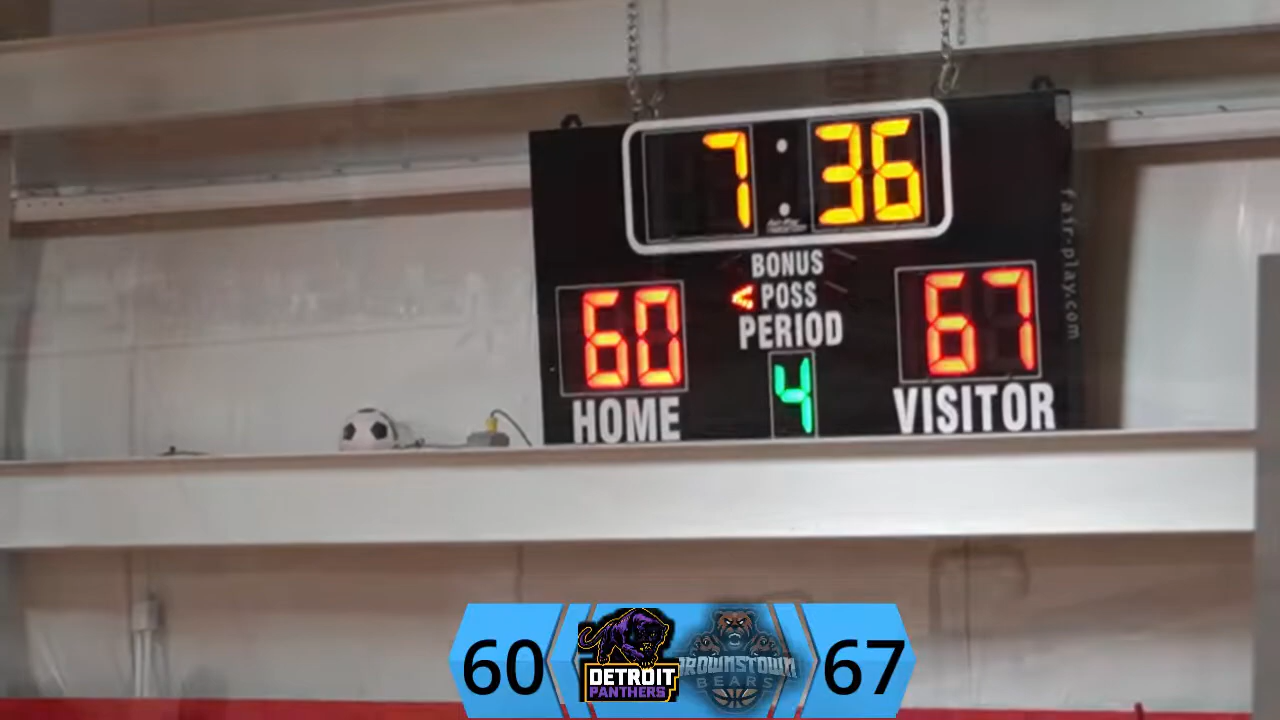 7:36
BONUS
< POSS
PERIOD
60
67
4
HOME
VISITOR
fair-play.com
60
DETROIT
PANTHERS
BROWNSTOWN
BEARS
67